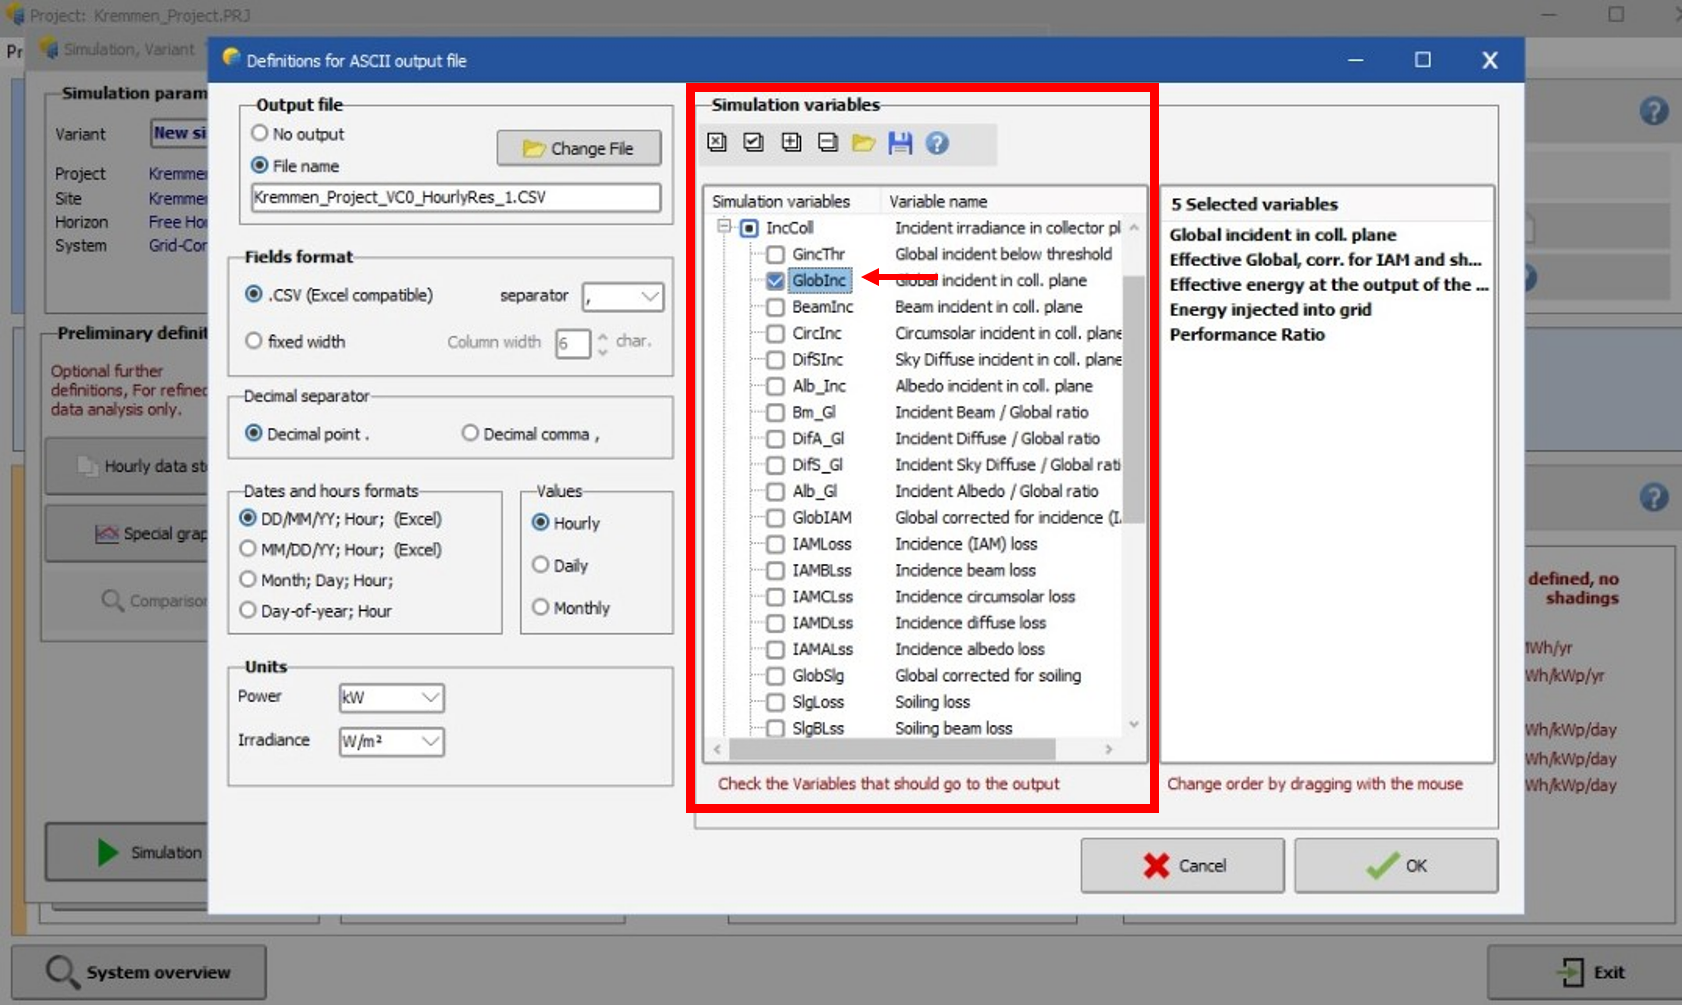 Project: Kremmen_Project.PRJ
Pr
Simulation, Variant
Definitions for ASCII output file
Simulation param
Variant
New si
Project
Kremme
Site
Kremme
Horizon
Free Ho
System
Grid-Cor
Preliminary definit
Optional further
definitions, For refined
data analysis only.
Hourly data st
Special grap
Comparisor
Simulation
Output file
No output
File name
Change File
Kremmen_Project_VC0_HourlyRes_1.CSV
Fields format
.CSV (Excel compatible)
separator ,
fixed width
Column width 6 char.
Decimal separator
Decimal point .
Decimal comma ,
Dates and hours formats
DD/MM/YY; Hour; (Excel)
MM/DD/YY; Hour; (Excel)
Month; Day; Hour;
Day-of-year; Hour
Values
Hourly
Daily
Monthly
Units
Power kW
Irradiance W/m²
Simulation variables
Simulation variables Variable name
IncColl Incident irradiance in collector pl
GincThr Global incident below threshold
GlobInc Global incident in coll. plane
BeamInc Beam incident in coll. plane
CircInc Circumsolar incident in coll. plane
DifSInc Sky Diffuse incident in coll. plane
Alb_Inc Albedo incident in coll. plane
Bm_Gl Incident Beam / Global ratio
DifA_Gl Incident Diffuse / Global ratio
DifS_Gl Incident Sky Diffuse / Global rati
Alb_Gl Incident Albedo / Global ratio
GlobIAM Global corrected for incidence (I
IAMLoss Incidence (IAM) loss
IAMBLss Incidence beam loss
IAMCLss Incidence circumsolar loss
IAMDLss Incidence diffuse loss
IAMALss Incidence albedo loss
GlobSlg Global corrected for soiling
SlgLoss Soiling loss
SlgBLss Soiling beam loss
Check the Variables that should go to the output
5 Selected variables
Global incident in coll. plane
Effective Global, corr. for IAM and sh...
Effective energy at the output of the ...
Energy injected into grid
Performance Ratio
Change order by dragging with the mouse
Cancel
OK
defined, no
shadings
Wh/yr
Wh/kWp/yr
Wh/kWp/day
Wh/kWp/day
Wh/kWp/day
System overview
Exit